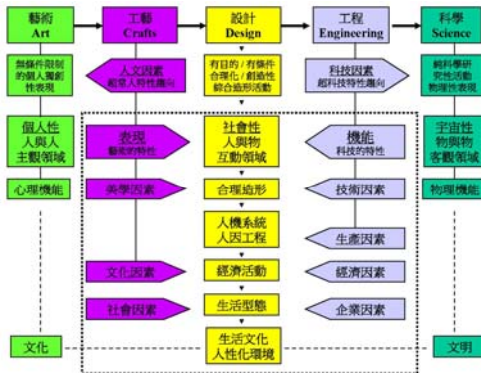 藝術
Art
工藝
Crafts
設計
Design
工程
Engineering
科學
Science
無條件限制
的個人獨創
性表現
人文因素
超常人特性趨向
有目的/有條件
合理化/創造性
綜合造形活動
科技因素
超科技特性趨向
純科學研
究性活動
物理性表現
個人性
人與人
主觀領域
表現
藝術的特性
社會性
人與物
互動領域
機能
科技的特性
宇宙性
物與物
客觀領域
心理機能
美學因素
合理造形
技術因素
物理機能
人機系統
人因工程
生產因素
文化因素
經濟活動
經濟因素
社會因素
生活型態
企業因素
文化
生活文化
人性化環境
文明